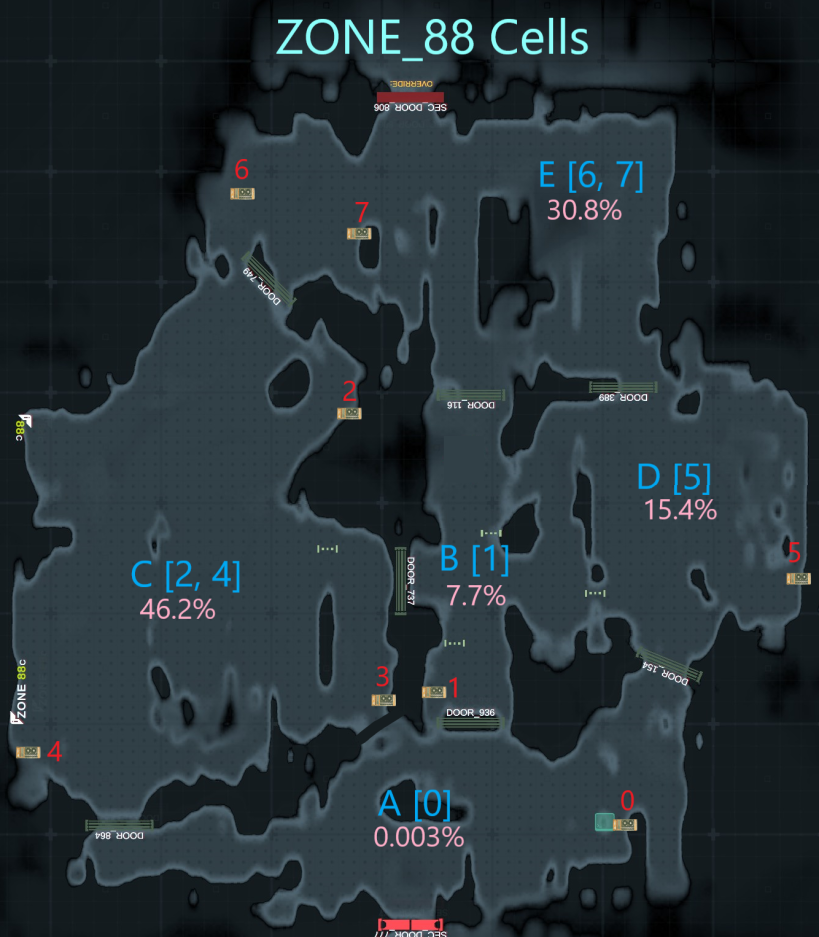 ZONE_88 Cells
OVERRIDE:
SEC_DOOR_806
6
E [6, 7]
30.8%
7
DOOR_749
2
DOOR_116
DOOR_389
88C
D [5]
15.4%
C [2, 4]
46.2%
B [1]
7.7%
DOOR_737
5
DOOR_154
ZONE 88C
3
1
DOOR_936
4
A [0]
0.003%
0
DOOR_864
SEC_DOOR_777